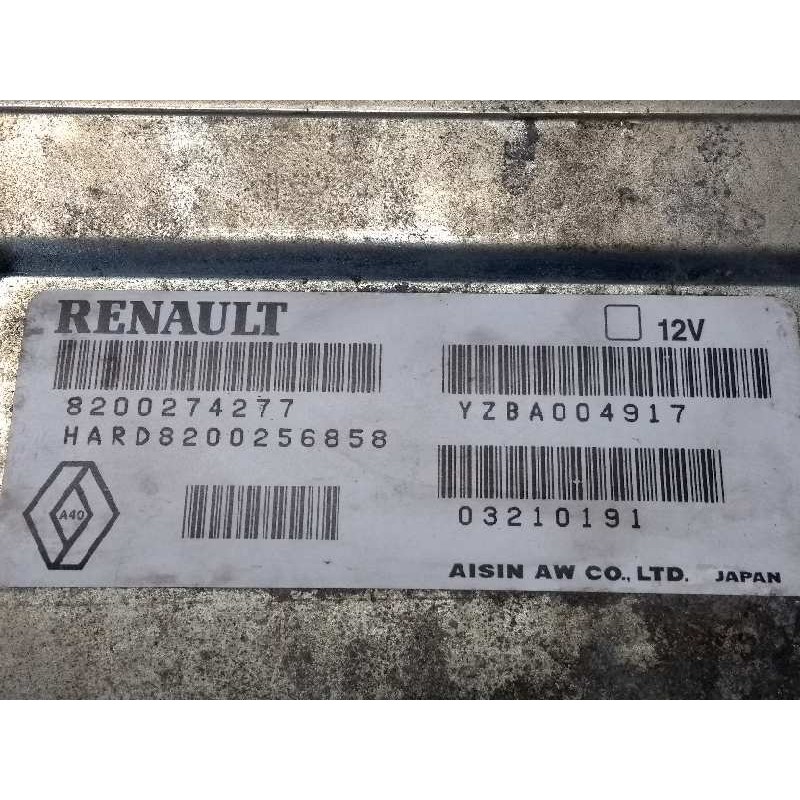 RENAULT
12V
8200274277
HARD8200256858
YZBA004917
03210191
A40
AISIN AW CO., LTD. JAPAN